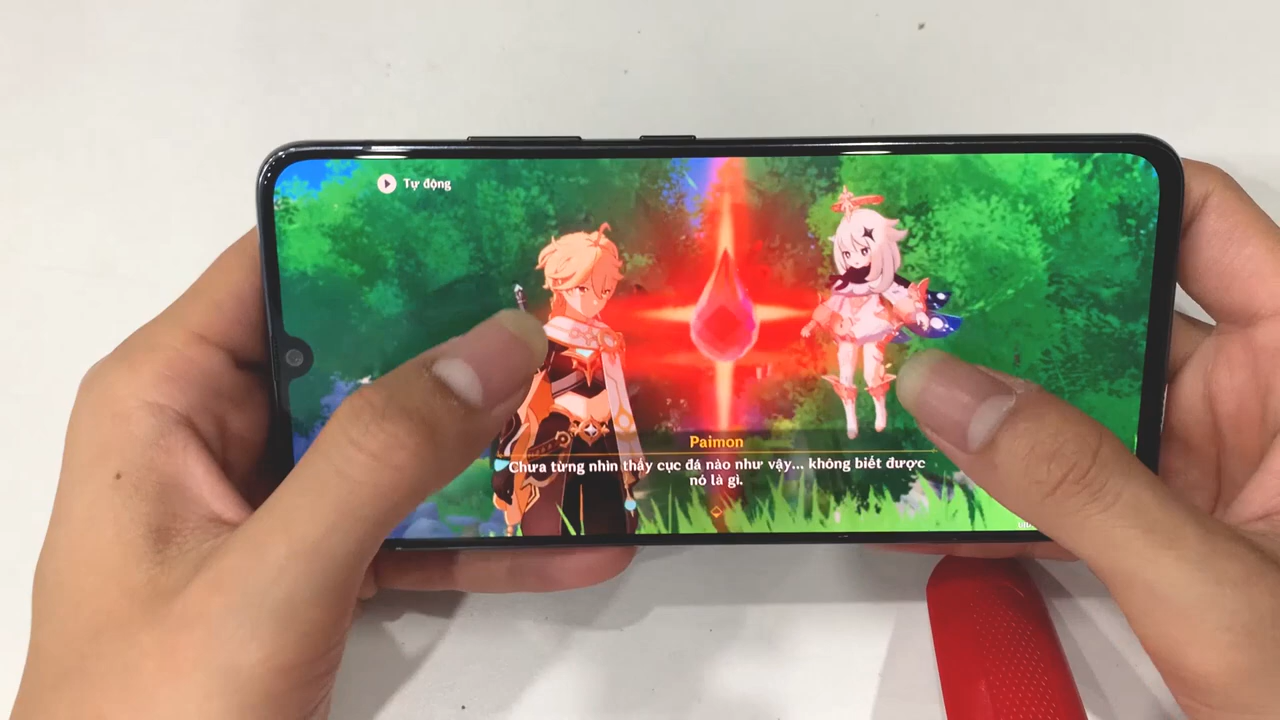 Tự động
Paimon
Chưa từng nhìn thấy cục đá nào như vậy... không biết được
nó là gì.